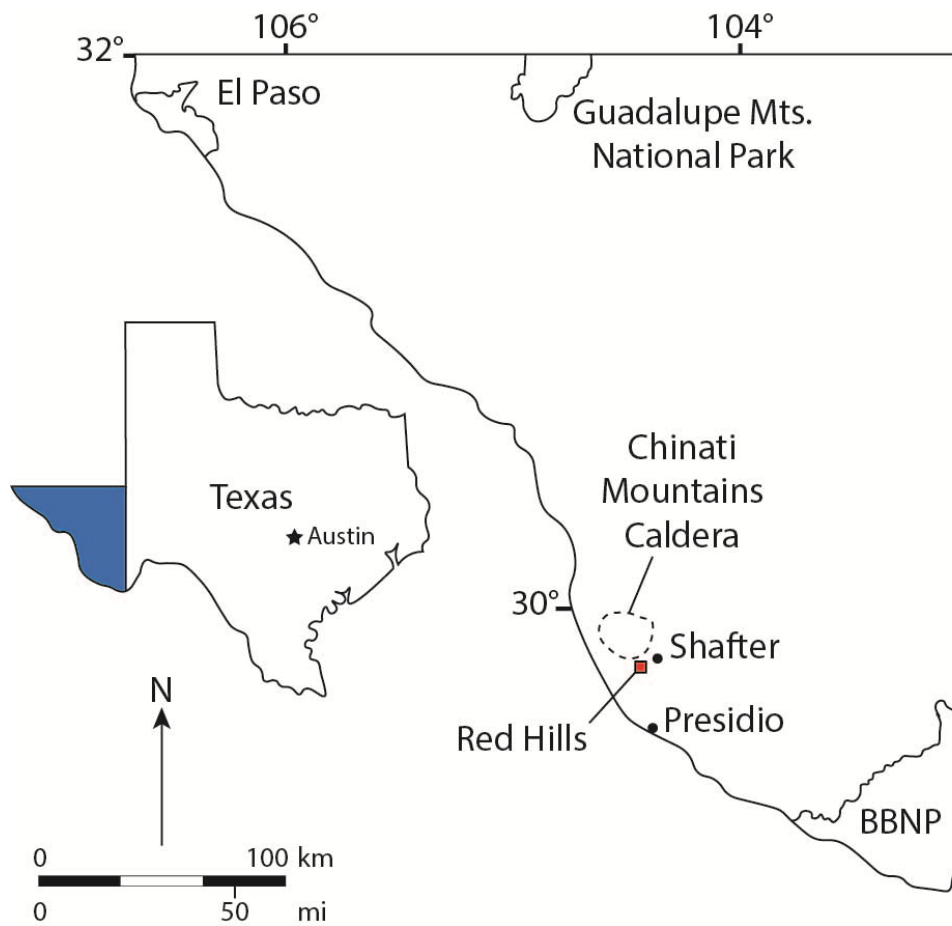 106°
104°
32°
El Paso
Guadalupe Mts.
National Park
Chinati
Mountains
Caldera
Texas
Austin
30°
Shafter
N
Red Hills
Presidio
BBNP
0 100 km
0 50 mi